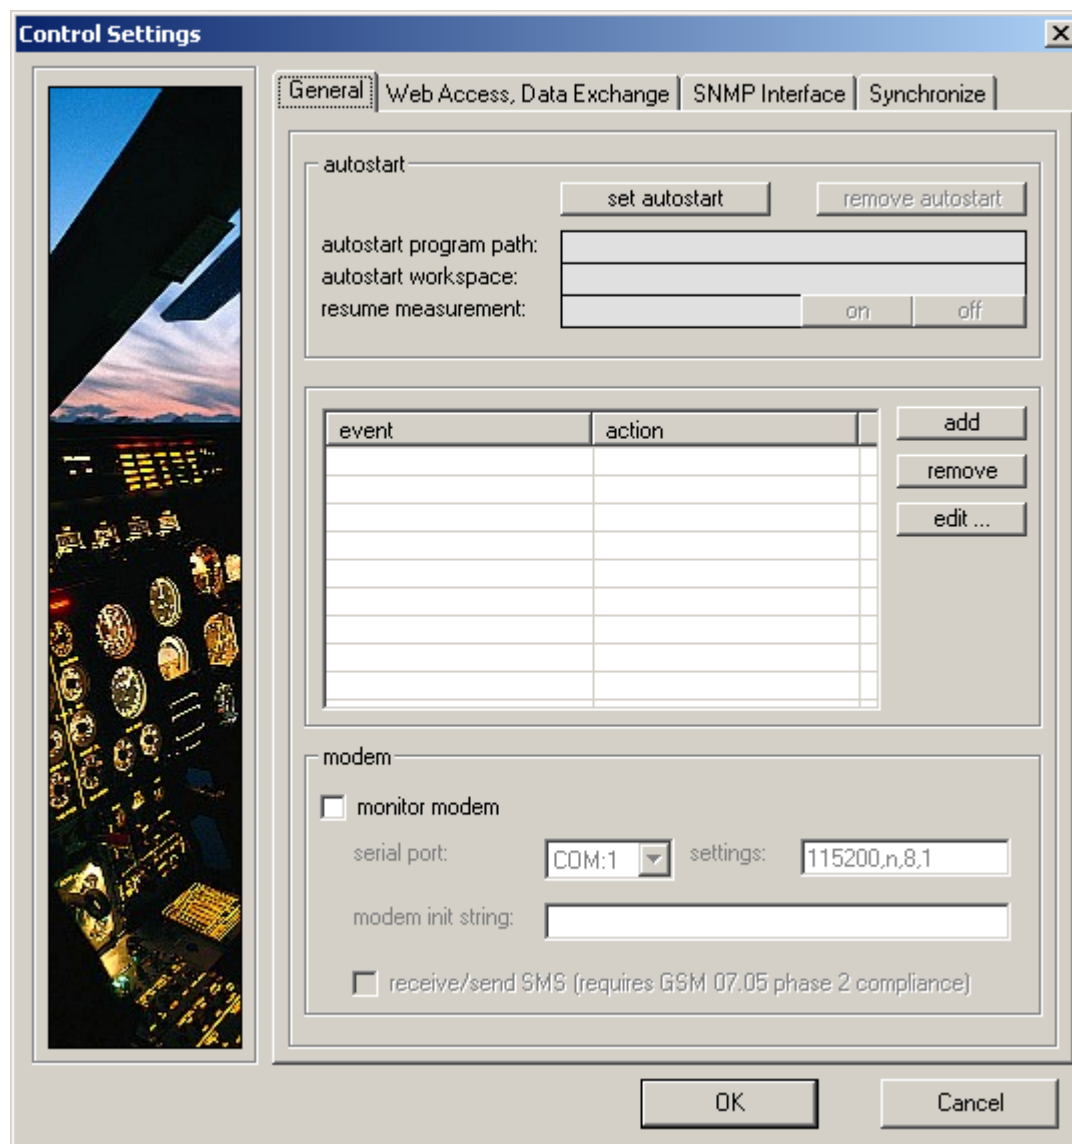 Control Settings
General Web Access, Data Exchange SNMP Interface Synchronize
autostart
set autostart remove autostart
autostart program path:
autostart workspace:
resume measurement: on off
event action add
remove
edit ...
modem
monitor modem
serial port: COM:1 settings: 115200,n,8,1
modem init string:
receive/send SMS (requires GSM 07.05 phase 2 compliance)
OK Cancel